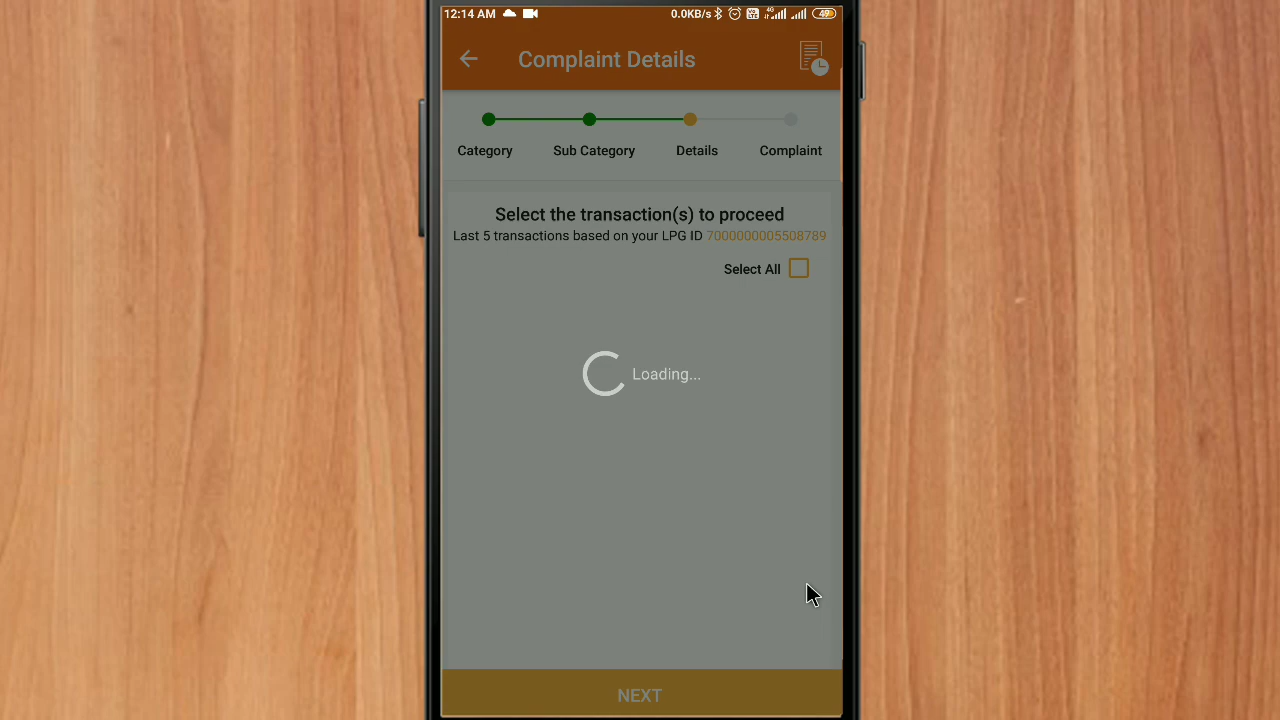 12:14 AM 0.0KB/s 4G 49
Complaint Details
Category Sub Category Details Complaint
Select the transaction(s) to proceed
Last 5 transactions based on your LPG ID 7000000005508789
Select All
Loading...
NEXT